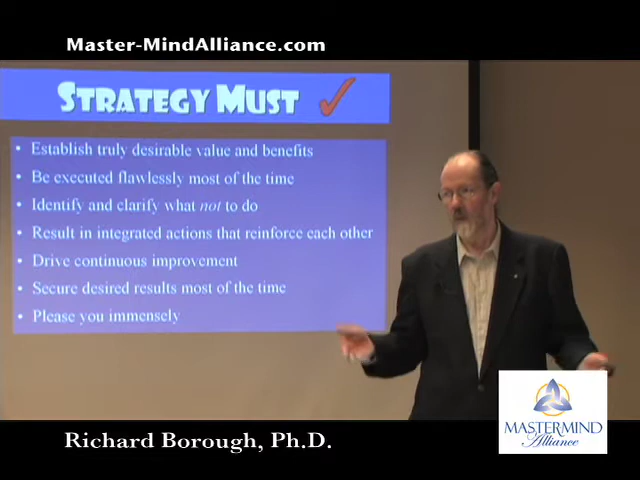 Master-MindAlliance.com
STRATEGY MUST ✓
• Establish truly desirable value and benefits
• Be executed flawlessly most of the time
• Identify and clarify what not to do
• Result in integrated actions that reinforce each other
• Drive continuous improvement
• Secure desired results most of the time
• Please you immensely
MASTERMIND
Alliance
Richard Borough, Ph.D.